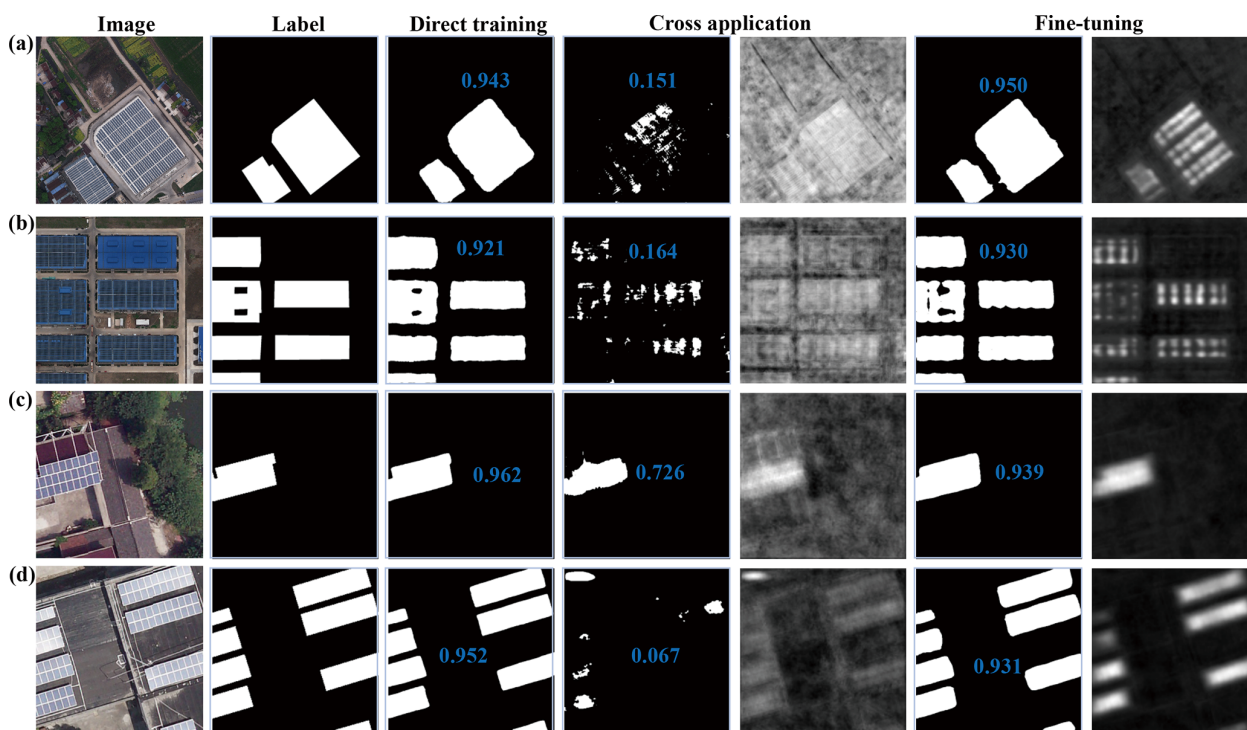 Image Label Direct training Cross application Fine-tuning
(a) 0.943 0.151 0.950
(b) 0.921 0.164 0.930
(c) 0.962 0.726 0.939
(d) 0.952 0.067 0.931